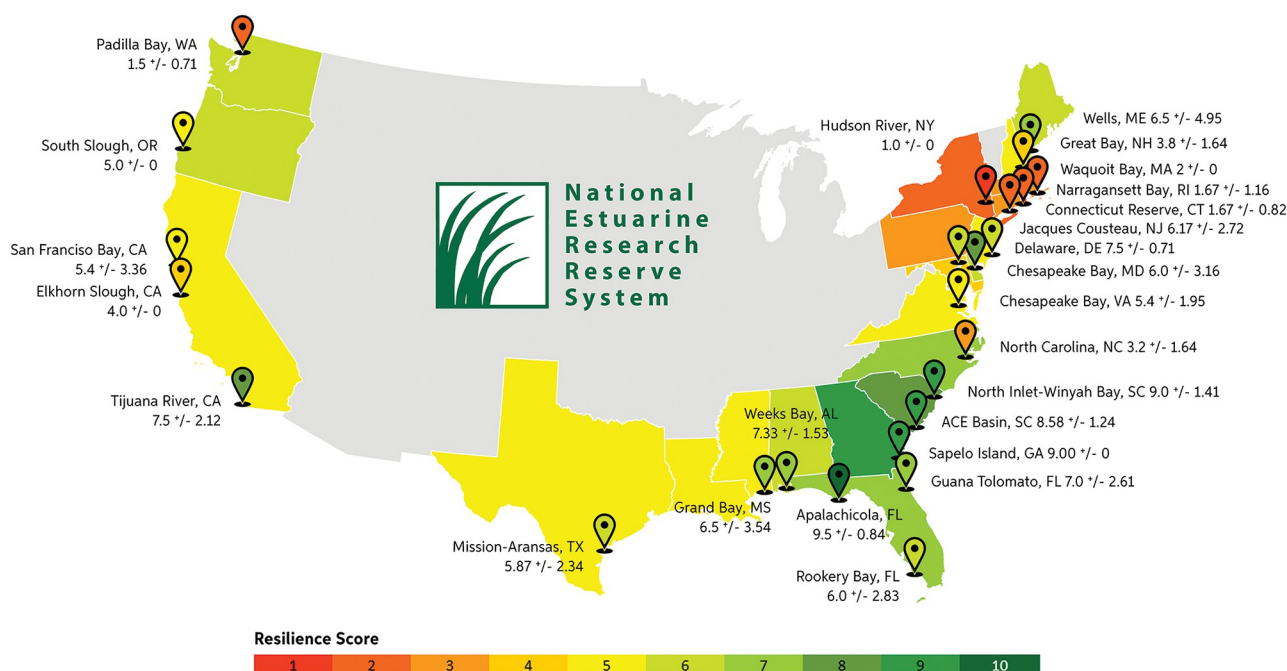 Padilla Bay, WA
1.5 +/- 0.71
South Slough, OR
5.0 +/- 0
San Franciso Bay, CA
5.4 +/- 3.36
Elkhorn Slough, CA
4.0 +/- 0
Tijuana River, CA
7.5 +/- 2.12
National
Estuarine
Research
Reserve
System
Hudson River, NY
1.0 +/- 0
Wells, ME 6.5 +/- 4.95
Great Bay, NH 3.8 +/- 1.64
Waquoit Bay, MA 2 +/- 0
Narragansett Bay, RI 1.67 +/- 1.16
Connecticut Reserve, CT 1.67 +/- 0.82
Jacques Cousteau, NJ 6.17 +/- 2.72
Delaware, DE 7.5 +/- 0.71
Chesapeake Bay, MD 6.0 +/- 3.16
Chesapeake Bay, VA 5.4 +/- 1.95
North Carolina, NC 3.2 +/- 1.64
North Inlet-Winyah Bay, SC 9.0 +/- 1.41
ACE Basin, SC 8.58 +/- 1.24
Sapelo Island, GA 9.00 +/- 0
Guana Tolomato, FL 7.0 +/- 2.61
Weeks Bay, AL
7.33 +/- 1.53
Grand Bay, MS
6.5 +/- 3.54
Apalachicola, FL
9.5 +/- 0.84
Mission-Aransas, TX
5.87 +/- 2.34
Rookery Bay, FL
6.0 +/- 2.83
Resilience Score
1 2 3 4 5 6 7 8 9 10